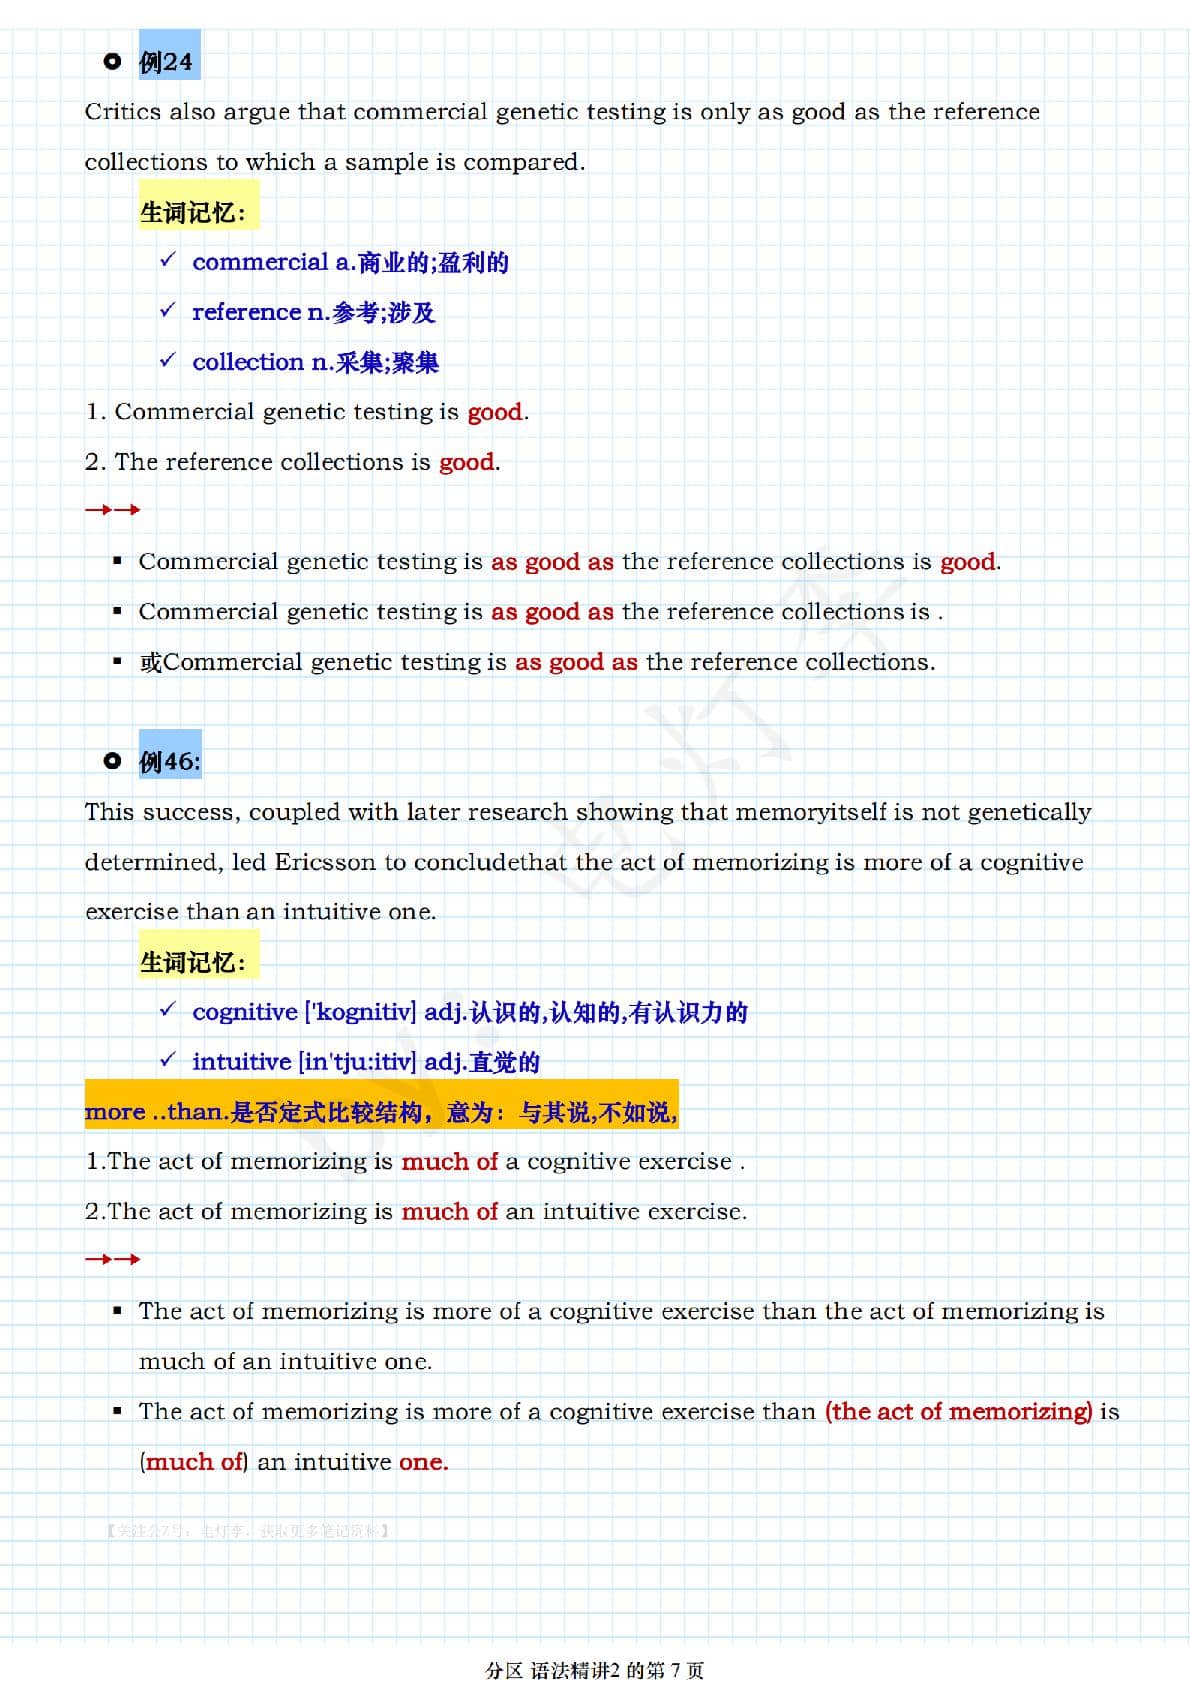 例24
Critics also argue that commercial genetic testing is only as good as the reference
collections to which a sample is compared.
生词记忆：
✓ commercial a.商业的;盈利的
✓ reference n.参考;涉及
✓ collection n.采集;聚集
1. Commercial genetic testing is good.
2. The reference collections is good.
→→
▪ Commercial genetic testing is as good as the reference collections is good.
▪ Commercial genetic testing is as good as the reference collections is .
▪ 或Commercial genetic testing is as good as the reference collections.
例46:
This success, coupled with later research showing that memoryitself is not genetically
determined, led Ericsson to concludethat the act of memorizing is more of a cognitive
exercise than an intuitive one.
生词记忆：
✓ cognitive ['kognitiv] adj.认识的,认知的,有认识力的
✓ intuitive [in'tju:itiv] adj.直觉的
more ..than.是否定式比较结构，意为：与其说,不如说,
1.The act of memorizing is much of a cognitive exercise .
2.The act of memorizing is much of an intuitive exercise.
→→
▪ The act of memorizing is more of a cognitive exercise than the act of memorizing is
much of an intuitive one.
▪ The act of memorizing is more of a cognitive exercise than (the act of memorizing) is
(much of) an intuitive one.
【关注公Z号：电灯李，获取更多笔记资料】
分区 语法精讲2 的第 7 页